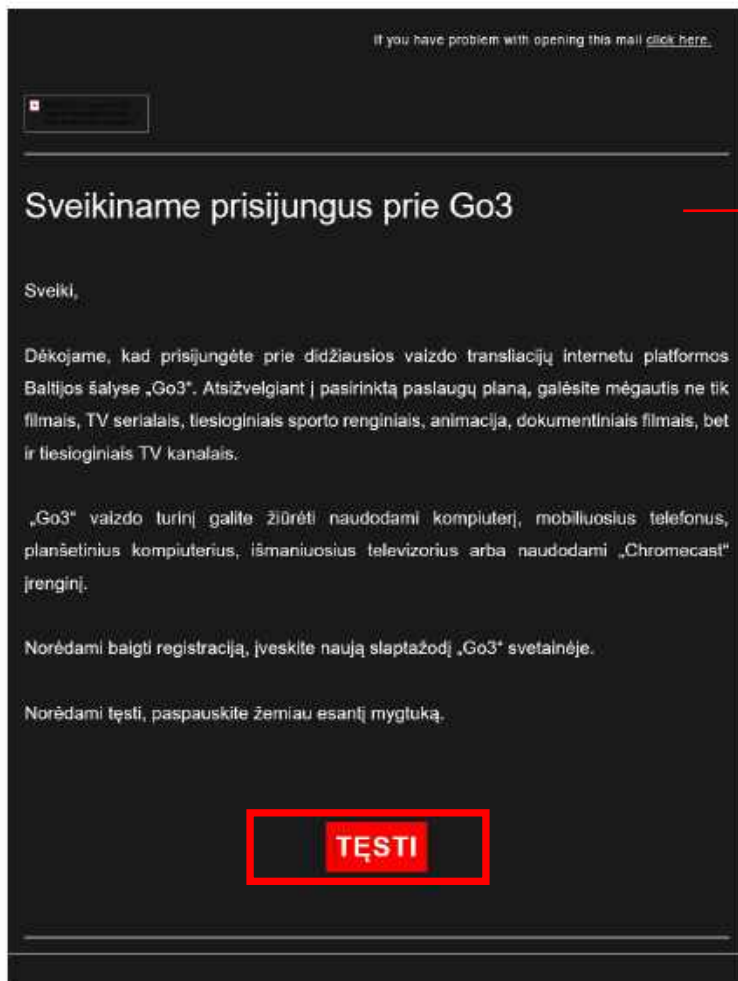 If you have problem with opening this mail click here.
Sveikiname prisijungus prie Go3
Sveiki,
Dėkojame, kad prisijungėte prie didžiausios vaizdo transliacijų internetu platformos
Baltijos šalyse „Go3“. Atsižvelgiant į pasirinktą paslaugų planą, galėsite mėgautis ne tik
filmais, TV serialais, tiesioginiais sporto renginiais, animacija, dokumentiniais filmais, bet
ir tiesioginiais TV kanalais.
„Go3“ vaizdo turinį galite žiūrėti naudodami kompiuterį, mobiliuosius telefonus,
planšetinius kompiuterius, išmaniuosius televizorius arba naudodami „Chromecast“
įrenginį.
Norėdami baigti registraciją, įveskite naują slaptažodį „Go3“ svetainėje.
Norėdami tęsti, paspauskite žemiau esantį mygtuką.
TĘSTI